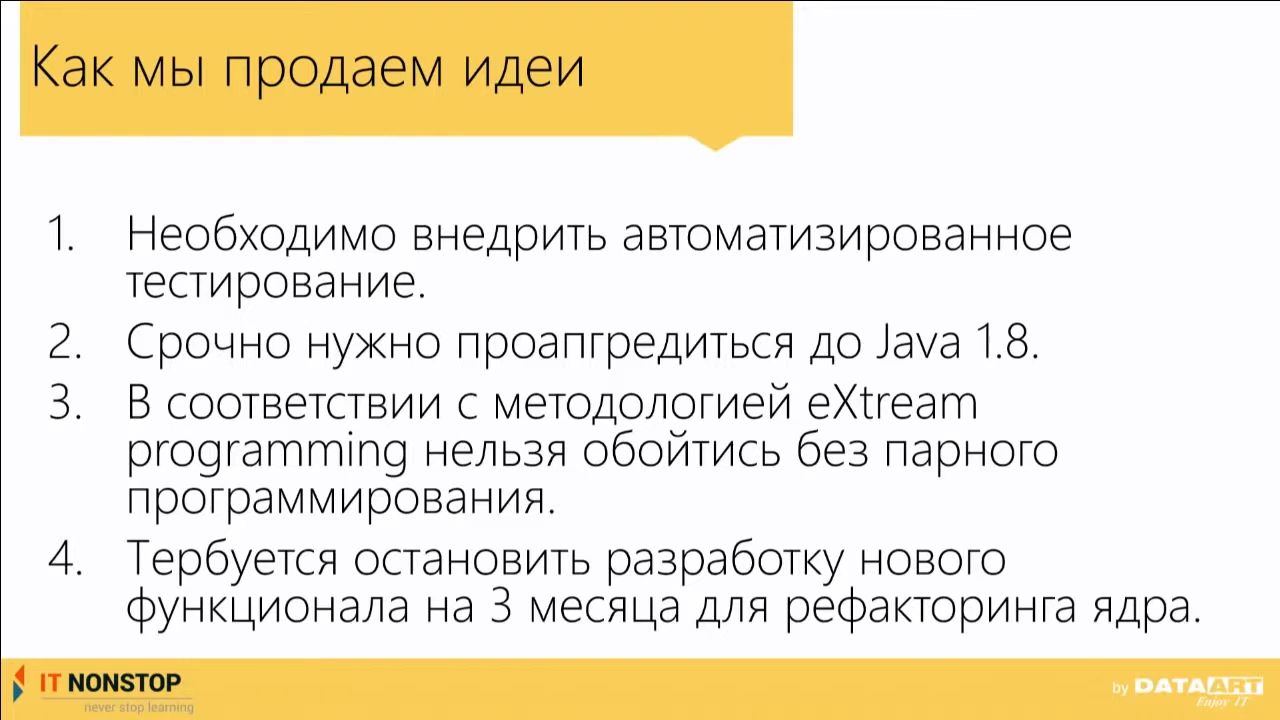 Как мы продаем идеи
1. Необходимо внедрить автоматизированное
тестирование.
2. Срочно нужно проапгредиться до Java 1.8.
3. В соответствии с методологией eXtream
programming нельзя обойтись без парного
программирования.
4. Тербуется остановить разработку нового
функционала на 3 месяца для рефакторинга ядра.
IT NONSTOP
never stop learning
by DATAART
Enjoy IT